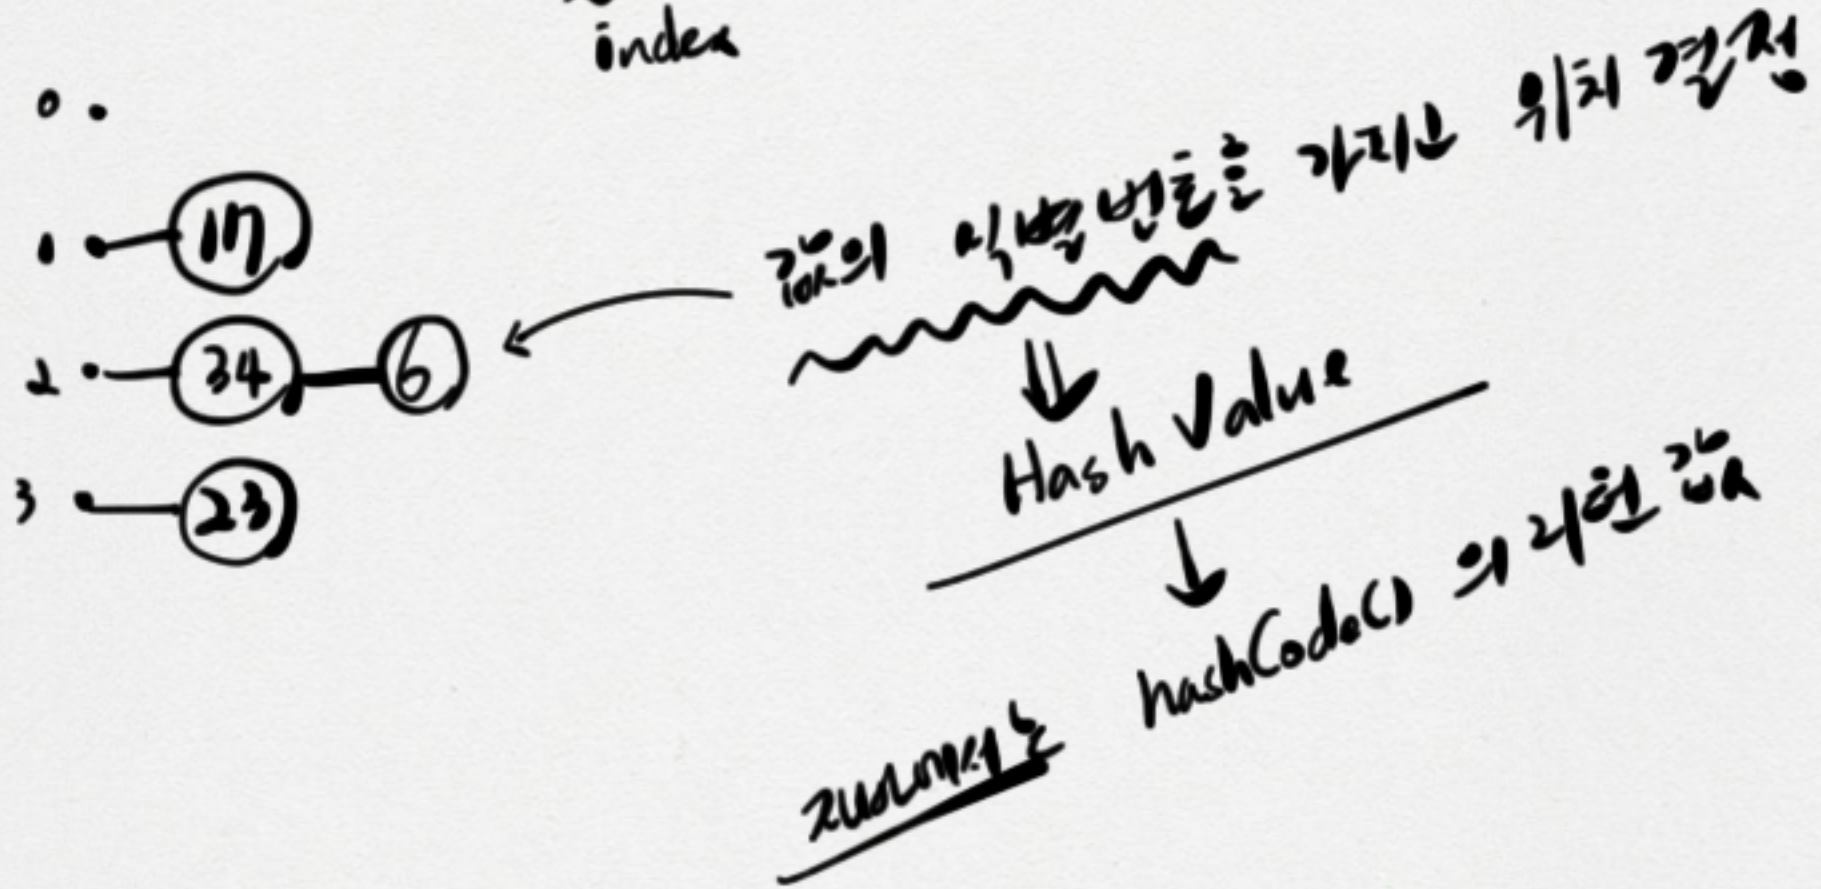 index
0
1 17
2 34 6
3 23
값의 식별번호를 가지고 위치 결정
Hash Value
hashCode() 의 리턴 값
자바에서는